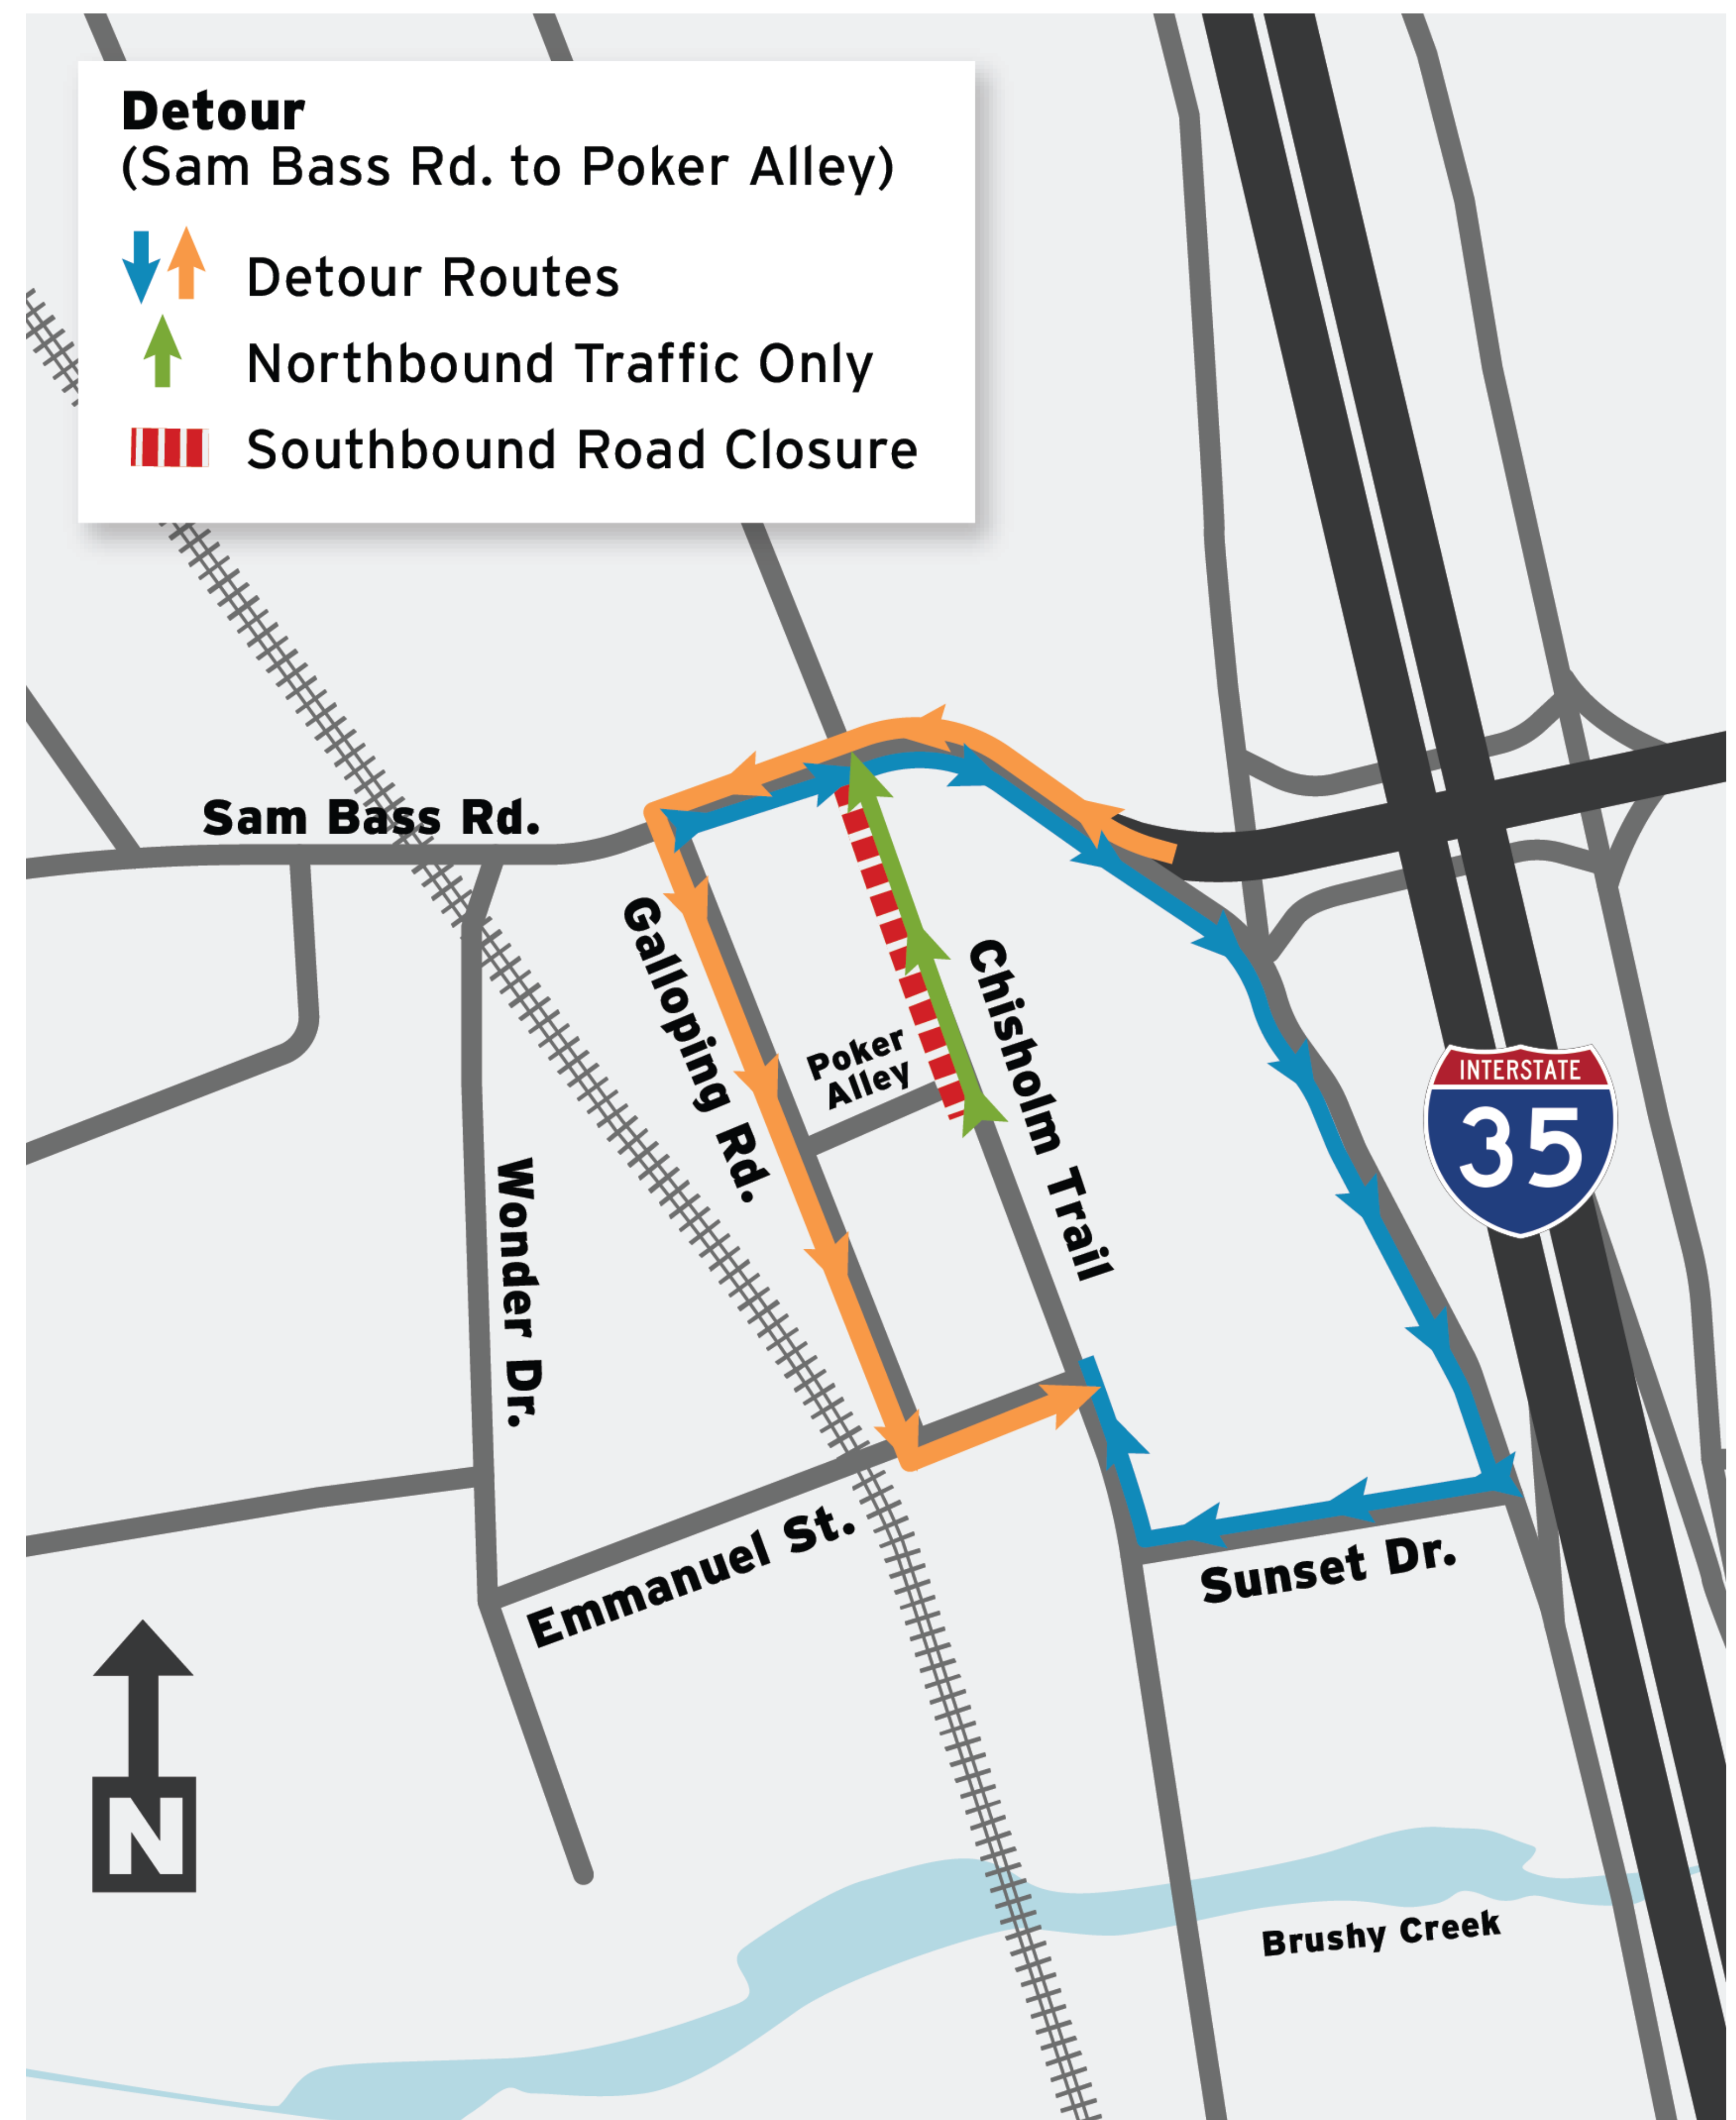 Detour
(Sam Bass Rd. to Poker Alley)
Detour Routes
Northbound Traffic Only
Southbound Road Closure
Sam Bass Rd.
Galloping Rd.
Chisholm Trail
Poker
Alley
INTERSTATE
35
Wonder Dr.
Emmanuel St.
Sunset Dr.
N
Brushy Creek